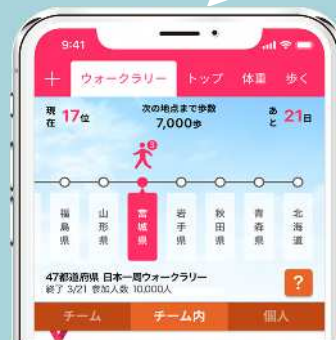 9:41
ウォークラリー トップ 体重 歩く
現在 17位
次の地点まで歩数
7,000歩
あと 21日
3
福島県 山形県 宮城県 岩手県 秋田県 青森県 北海道
47都道府県 日本一周ウォークラリー
終了 3/21 参加人数 10,000人
?
チーム チーム内 個人